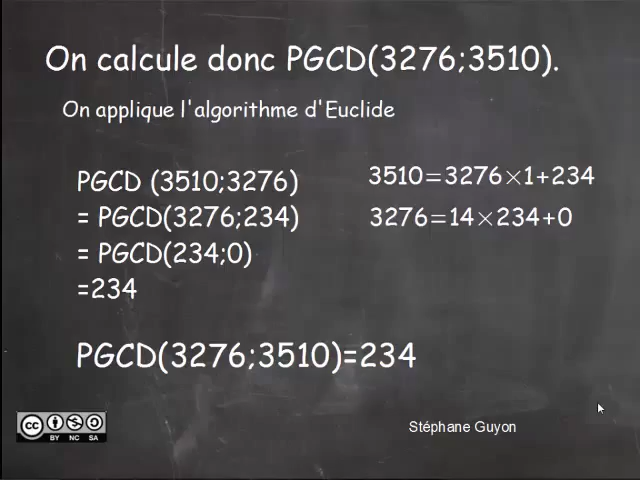 On calcule donc PGCD(3276;3510).
On applique l'algorithme d'Euclide
PGCD (3510;3276)
= PGCD(3276;234)
= PGCD(234;0)
=234
3510=3276×1+234
3276=14×234+0
PGCD(3276;3510)=234
cc BY NC SA
Stéphane Guyon